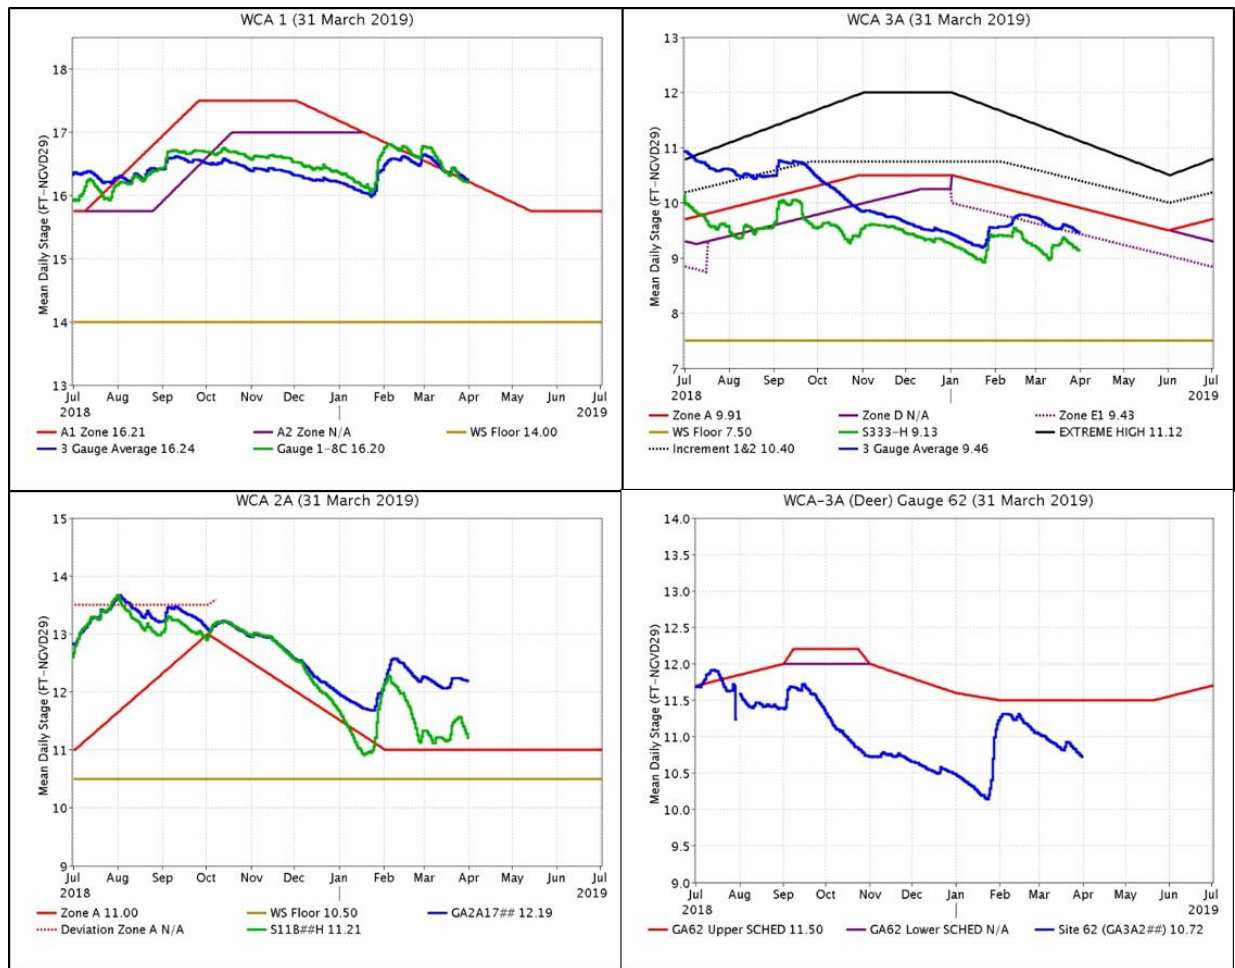 WCA 1 (31 March 2019)
Mean Daily Stage (FT-NGVD29)
18
17
16
15
14
13
Jul Aug Sep Oct Nov Dec Jan Feb Mar Apr May Jun Jul
2018 2019
A1 Zone 16.21 A2 Zone N/A WS Floor 14.00
3 Gauge Average 16.24 Gauge 1-8C 16.20
WCA 3A (31 March 2019)
Mean Daily Stage (FT-NGVD29)
13
12
11
10
9
8
7
Jul Aug Sep Oct Nov Dec Jan Feb Mar Apr May Jun Jul
2018 2019
Zone A 9.91 Zone D N/A Zone E1 9.43
WS Floor 7.50 S333-H 9.13 EXTREME HIGH 11.12
Increment 1&2 10.40 3 Gauge Average 9.46
WCA 2A (31 March 2019)
Mean Daily Stage (FT-NGVD29)
15
14
13
12
11
10
9
Jul Aug Sep Oct Nov Dec Jan Feb Mar Apr May Jun Jul
2018 2019
Zone A 11.00 WS Floor 10.50 GA2A17## 12.19
Deviation Zone A N/A S11B##H 11.21
WCA-3A (Deer) Gauge 62 (31 March 2019)
Mean Daily Stage (FT-NGVD29)
14.0
13.5
13.0
12.5
12.0
11.5
11.0
10.5
10.0
9.5
9.0
Jul Aug Sep Oct Nov Dec Jan Feb Mar Apr May Jun Jul
2018 2019
GA62 Upper SCHED 11.50 GA62 Lower SCHED N/A Site 62 (GA3A2##) 10.72